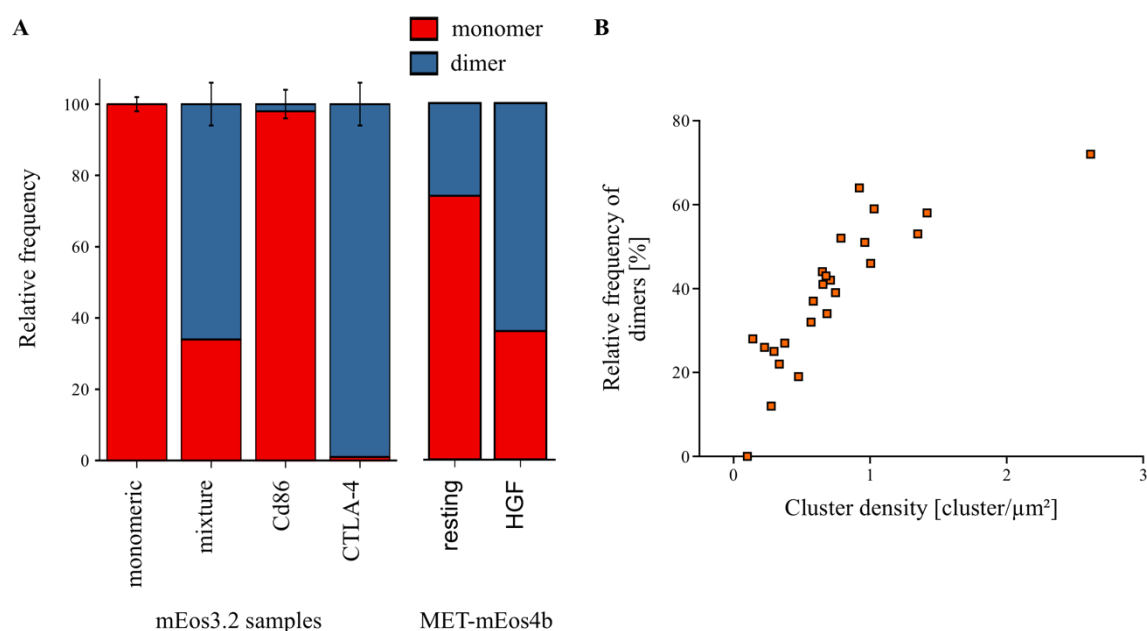 A
monomer
dimer
Relative frequency
100
80
60
40
20
0
monomeric
mixture
Cd86
CTLA-4
resting
HGF
mEos3.2 samples
MET-mEos4b
B
Relative frequency of
dimers [%]
80
60
40
20
0
0
1
2
3
Cluster density [cluster/µm²]